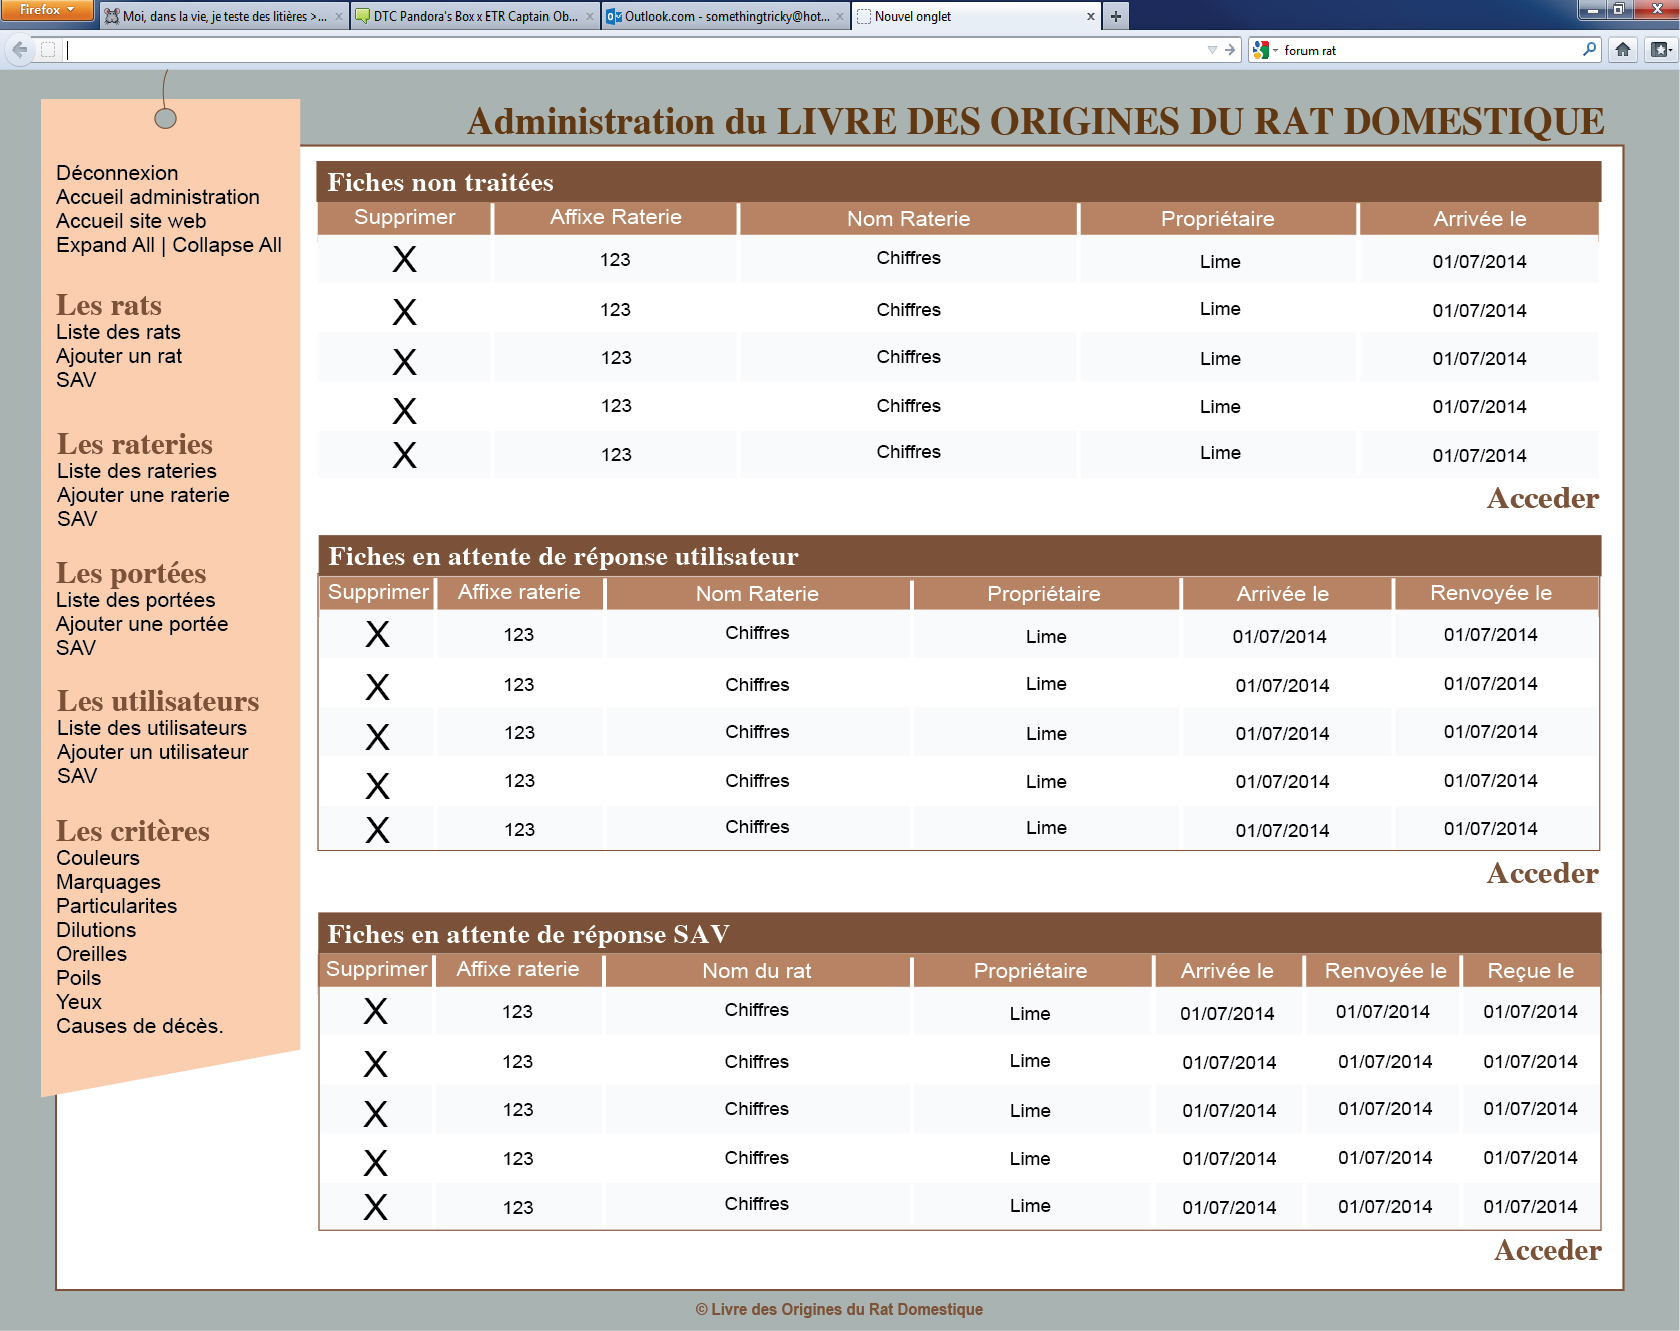 Firefox
Moi, dans la vie, je teste des litières >...
DTC Pandora's Box x ETR Captain Ob...
Outlook.com - somethingtricky@hot...
Nouvel onglet
forum rat
Administration du LIVRE DES ORIGINES DU RAT DOMESTIQUE
Déconnexion
Accueil administration
Accueil site web
Expand All | Collapse All
Les rats
Liste des rats
Ajouter un rat
SAV
Les rateries
Liste des rateries
Ajouter une raterie
SAV
Les portées
Liste des portées
Ajouter une portée
SAV
Les utilisateurs
Liste des utilisateurs
Ajouter un utilisateur
SAV
Les critères
Couleurs
Marquages
Particularites
Dilutions
Oreilles
Poils
Yeux
Causes de décès.
Fiches non traitées
Supprimer Affixe Raterie Nom Raterie Propriétaire Arrivée le
X 123 Chiffres Lime 01/07/2014
X 123 Chiffres Lime 01/07/2014
X 123 Chiffres Lime 01/07/2014
X 123 Chiffres Lime 01/07/2014
X 123 Chiffres Lime 01/07/2014
Acceder
Fiches en attente de réponse utilisateur
Supprimer Affixe raterie Nom Raterie Propriétaire Arrivée le Renvoyée le
X 123 Chiffres Lime 01/07/2014 01/07/2014
X 123 Chiffres Lime 01/07/2014 01/07/2014
X 123 Chiffres Lime 01/07/2014 01/07/2014
X 123 Chiffres Lime 01/07/2014 01/07/2014
X 123 Chiffres Lime 01/07/2014 01/07/2014
Acceder
Fiches en attente de réponse SAV
Supprimer Affixe raterie Nom du rat Propriétaire Arrivée le Renvoyée le Reçue le
X 123 Chiffres Lime 01/07/2014 01/07/2014 01/07/2014
X 123 Chiffres Lime 01/07/2014 01/07/2014 01/07/2014
X 123 Chiffres Lime 01/07/2014 01/07/2014 01/07/2014
X 123 Chiffres Lime 01/07/2014 01/07/2014 01/07/2014
X 123 Chiffres Lime 01/07/2014 01/07/2014 01/07/2014
Acceder
© Livre des Origines du Rat Domestique